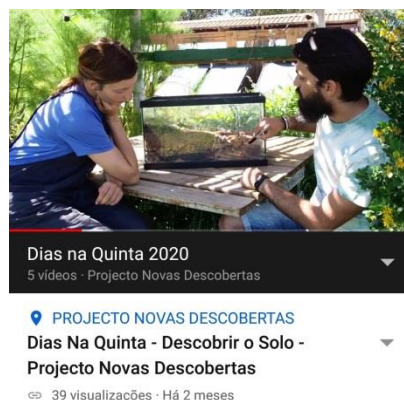 Dias na Quinta 2020
5 vídeos · Projecto Novas Descobertas
PROJECTO NOVAS DESCOBERTAS
Dias Na Quinta - Descobrir o Solo -
Projecto Novas Descobertas
39 visualizações · Há 2 meses